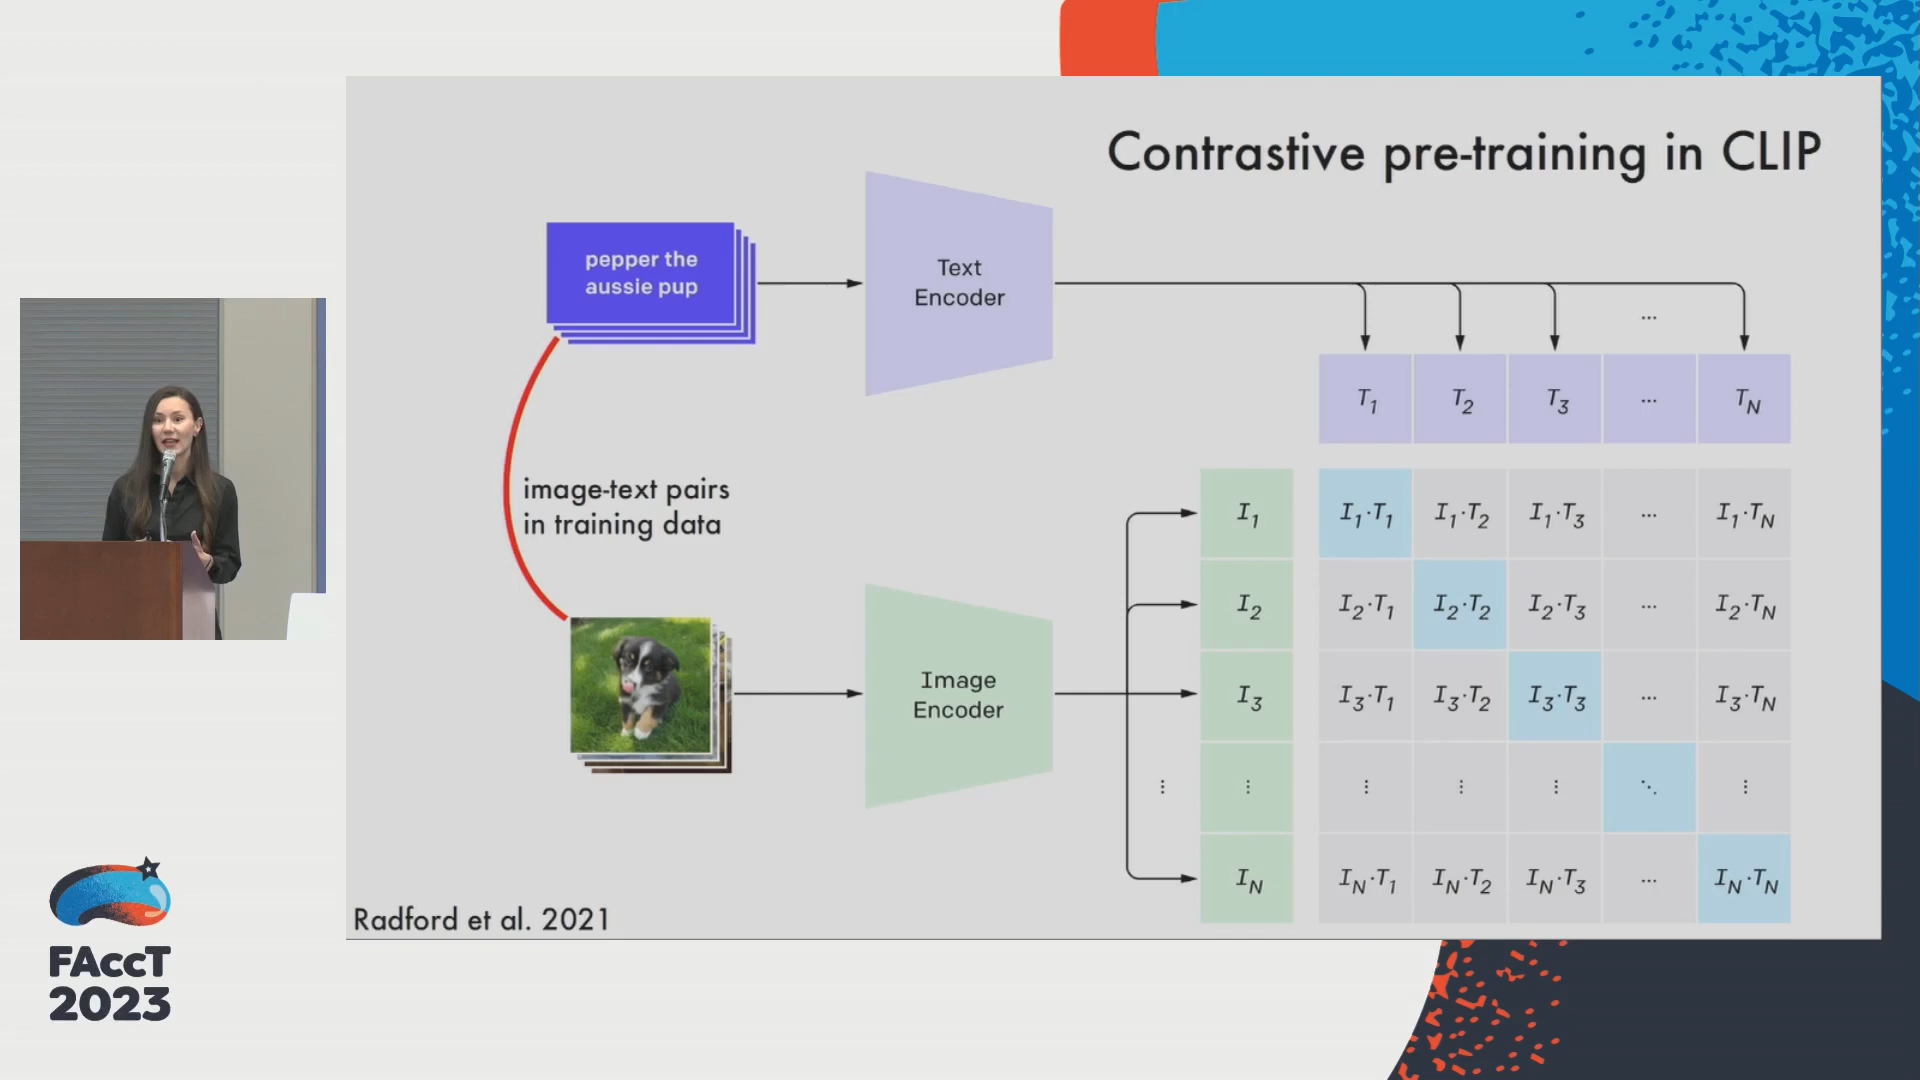 Contrastive pre-training in CLIP
pepper the
aussie pup
Text
Encoder
...
T1 T2 T3 ... TN
image-text pairs
in training data
Image
Encoder
I1 I1·T1 I1·T2 I1·T3 ... I1·TN
I2 I2·T1 I2·T2 I2·T3 ... I2·TN
I3 I3·T1 I3·T2 I3·T3 ... I3·TN
⋮ ⋮ ⋮ ⋮ ⋮ ⋱ ⋮
IN IN·T1 IN·T2 IN·T3 ... IN·TN
Radford et al. 2021
FAccT
2023